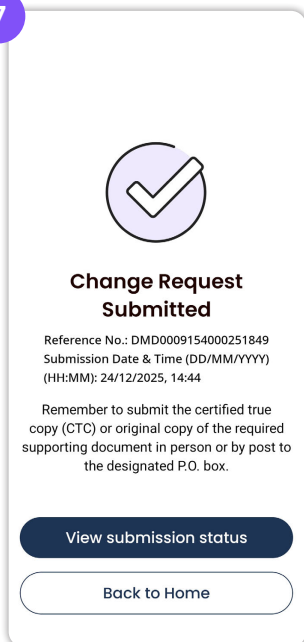 7
Change Request
Submitted
Reference No.: DMD0009154000251849
Submission Date & Time (DD/MM/YYYY)
(HH:MM): 24/12/2025, 14:44
Remember to submit the certified true
copy (CTC) or original copy of the required
supporting document in person or by post to
the designated P.O. box.
View submission status
Back to Home